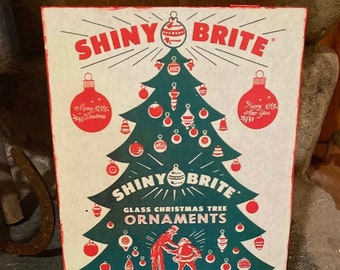 SHINY BRITE®
Merry
Christmas
Happy
New Year
SHINY BRITE®
GLASS CHRISTMAS TREE
ORNAMENTS